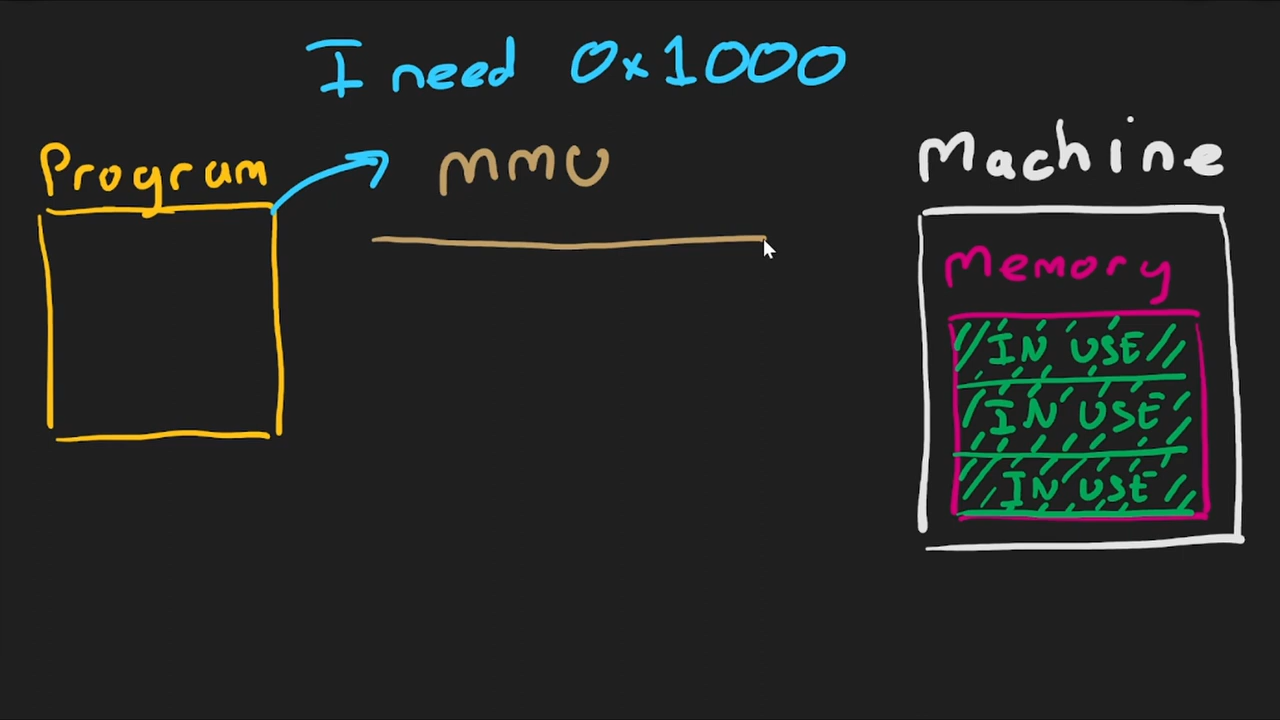 I need 0x1000
Program
MMU
Machine
Memory
IN USE
IN USE
IN USE